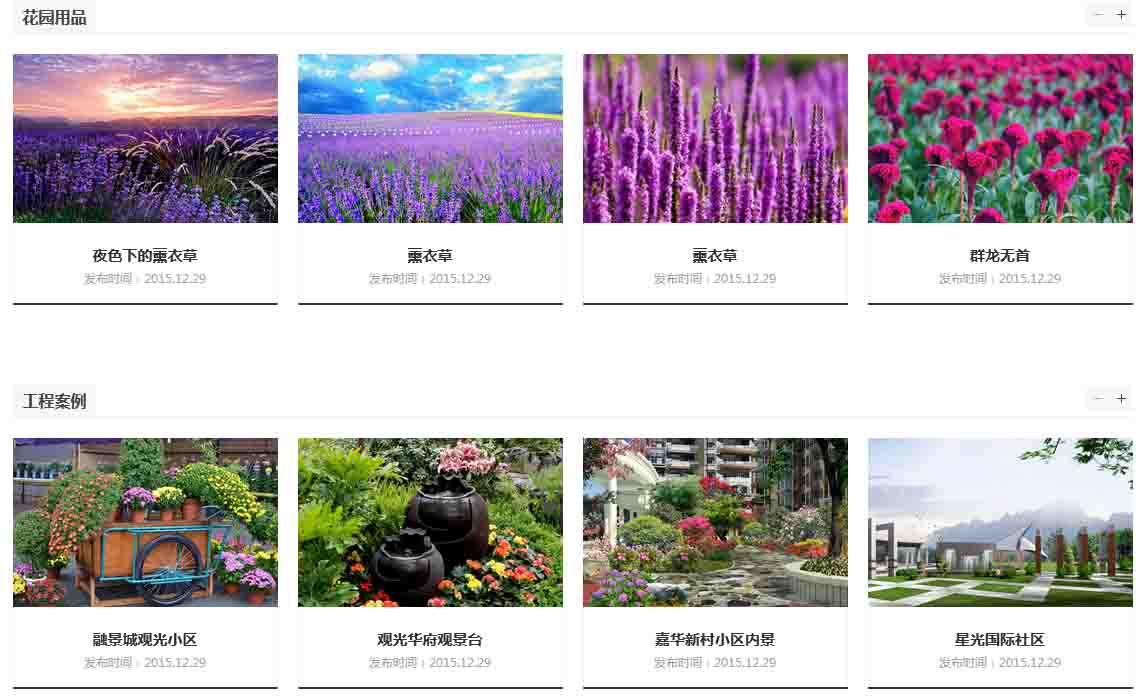 花园用品
− +
夜色下的薰衣草
发布时间：2015.12.29
薰衣草
发布时间：2015.12.29
薰衣草
发布时间：2015.12.29
群龙无首
发布时间：2015.12.29
工程案例
− +
融景城观光小区
发布时间：2015.12.29
观光华府观景台
发布时间：2015.12.29
嘉华新村小区内景
发布时间：2015.12.29
星光国际社区
发布时间：2015.12.29